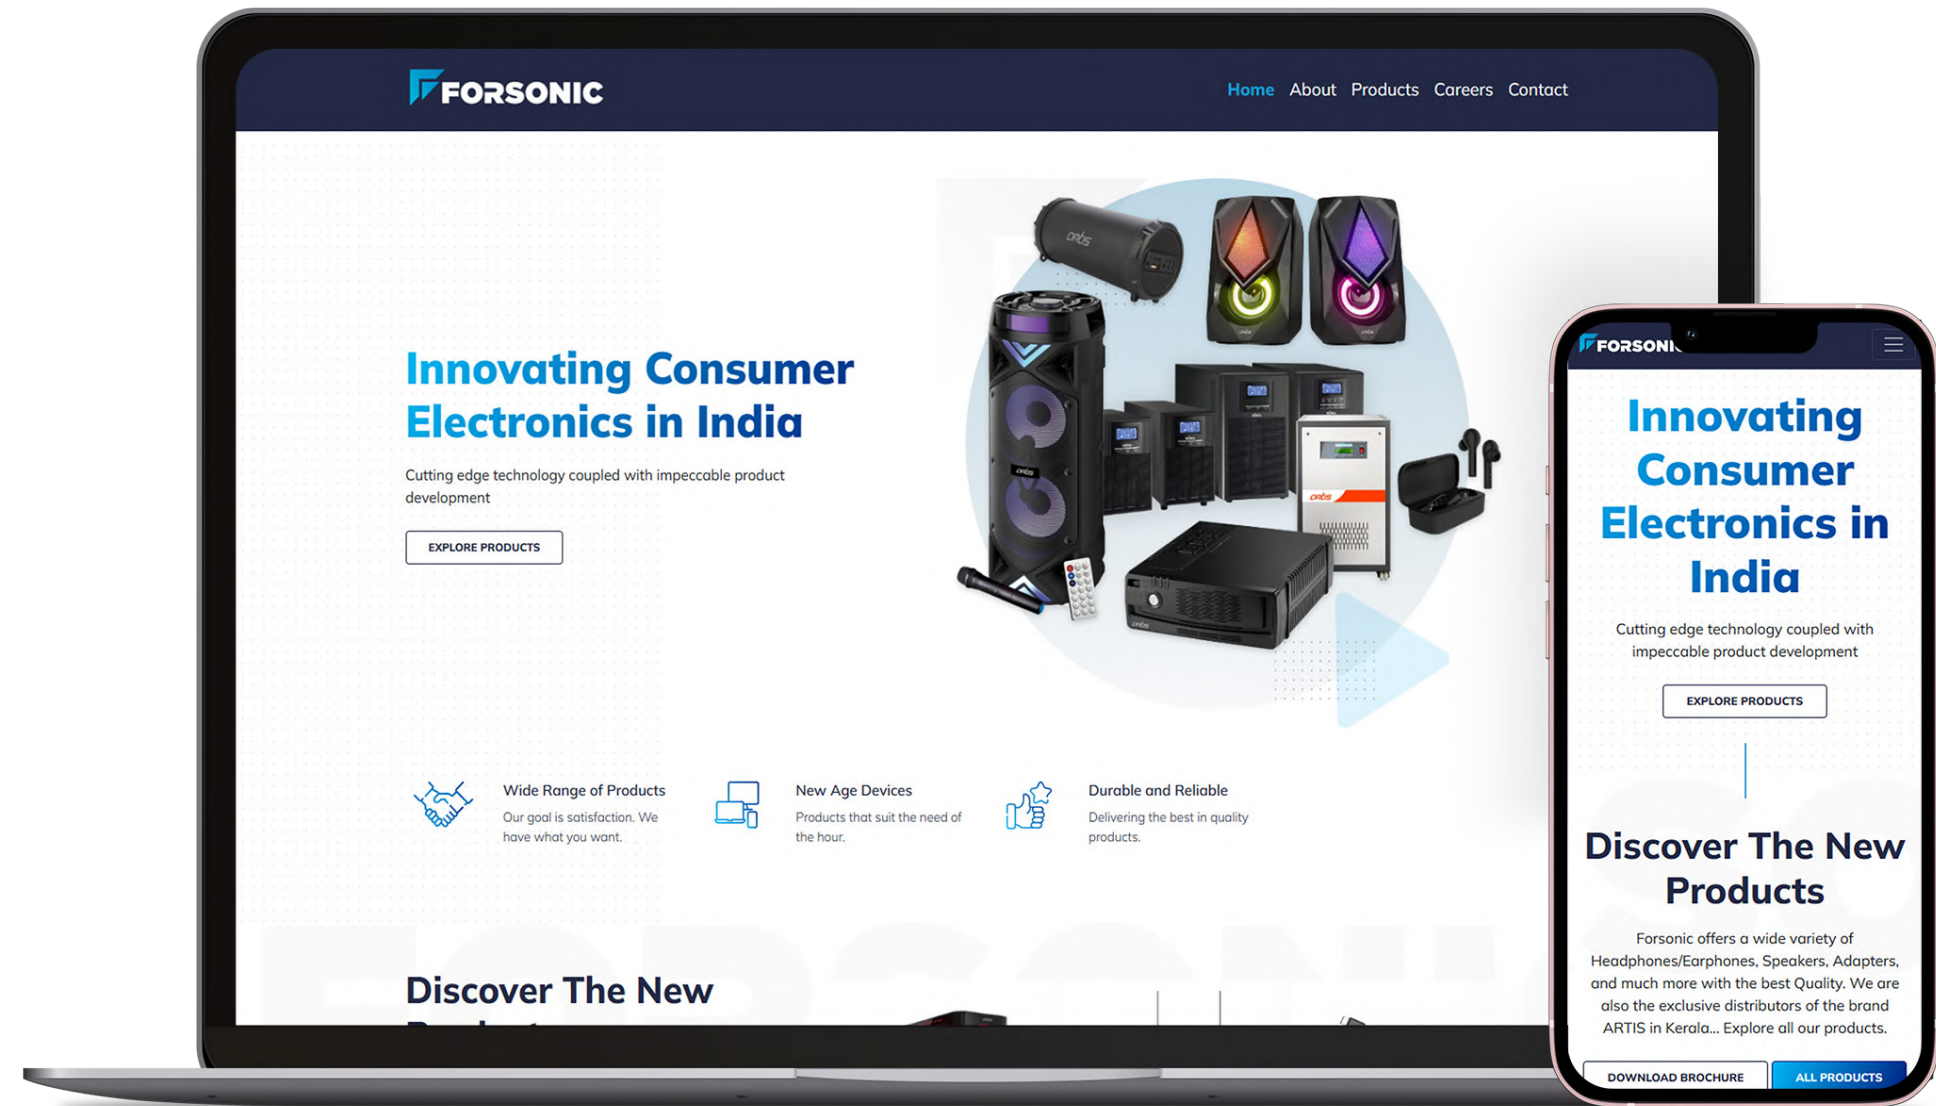 FORSONIC
Home About Products Careers Contact
Innovating Consumer
Electronics in India
Cutting edge technology coupled with impeccable product
development
EXPLORE PRODUCTS
artis
artis
artis
artis
Wide Range of Products
Our goal is satisfaction. We
have what you want.
New Age Devices
Products that suit the need of
the hour.
Durable and Reliable
Delivering the best in quality
products.
FORSONIC
Discover The New
FORSONI
Innovating
Consumer
Electronics in
India
Cutting edge technology coupled with
impeccable product development
EXPLORE PRODUCTS
Discover The New
Products
Forsonic offers a wide variety of
Headphones/Earphones, Speakers, Adapters,
and much more with the best Quality. We are
also the exclusive distributors of the brand
ARTIS in Kerala... Explore all our products.
DOWNLOAD BROCHURE
ALL PRODUCTS